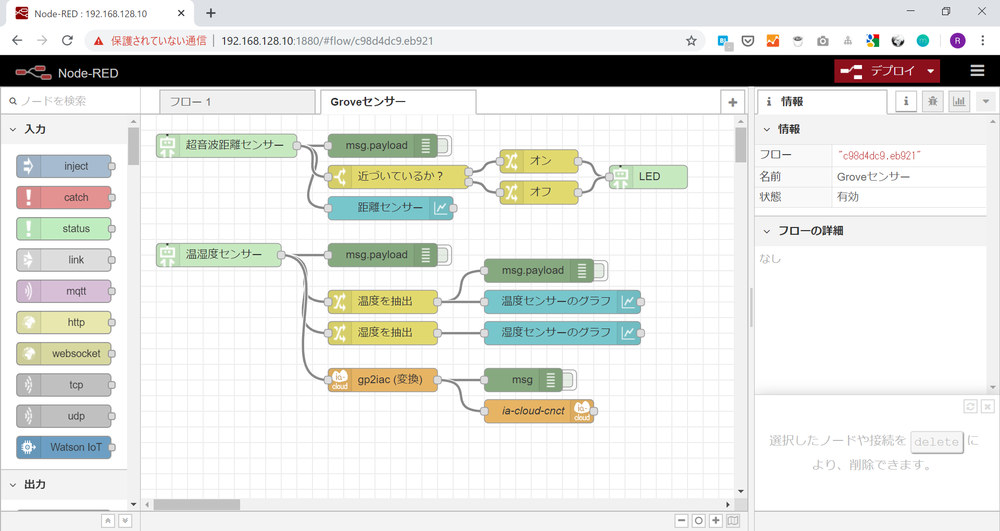 Node-RED : 192.168.128.10
保護されていない通信
192.168.128.10:1880/#flow/c98d4dc9.eb921
B!
m
R
Node-RED
デプロイ
ノードを検索
入力
inject
catch
status
link
mqtt
http
websocket
tcp
udp
Watson IoT
出力
フロー 1
Groveセンサー
超音波距離センサー
msg.payload
近づいているか？
オン
オフ
LED
距離センサー
温湿度センサー
msg.payload
msg.payload
温度を抽出
温度センサーのグラフ
湿度を抽出
湿度センサーのグラフ
ia-cloud
gp2iac (変換)
msg
ia-cloud-cnct
ia-cloud
情報
情報
フロー
"c98d4dc9.eb921"
名前
Groveセンサー
状態
有効
フローの詳細
なし
選択したノードや接続を delete に
より、削除できます。